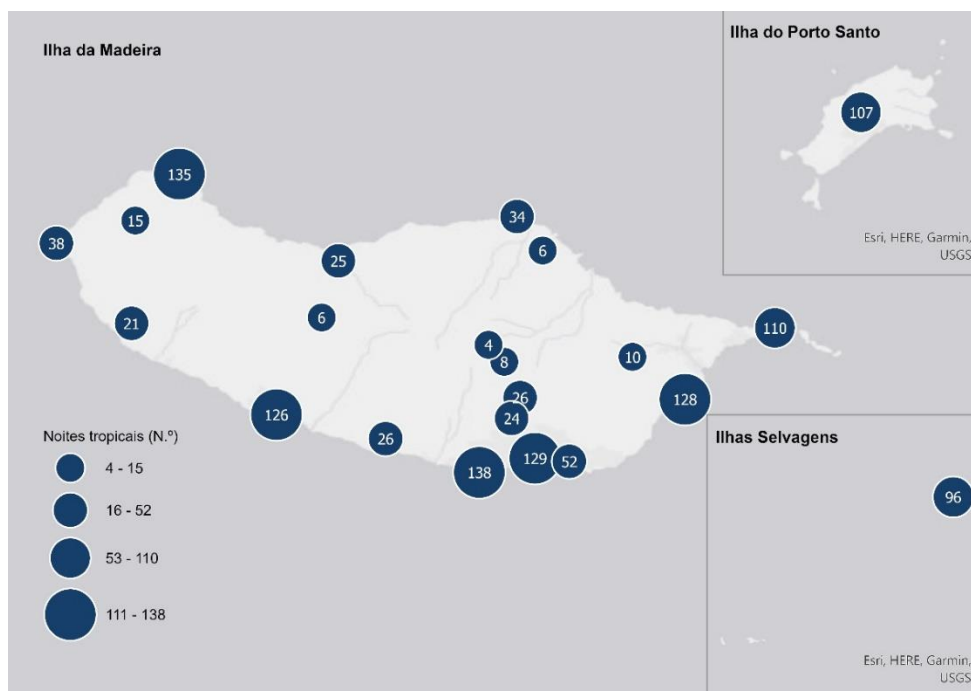 Ilha da Madeira
Ilha do Porto Santo
107
Esri, HERE, Garmin,
USGS
135
15
38
34
6
25
21
6
110
4
8
10
26
24
128
126
26
138
129
52
Noites tropicais (N.º)
4 - 15
16 - 52
53 - 110
111 - 138
Ilhas Selvagens
96
Esri, HERE, Garmin,
USGS